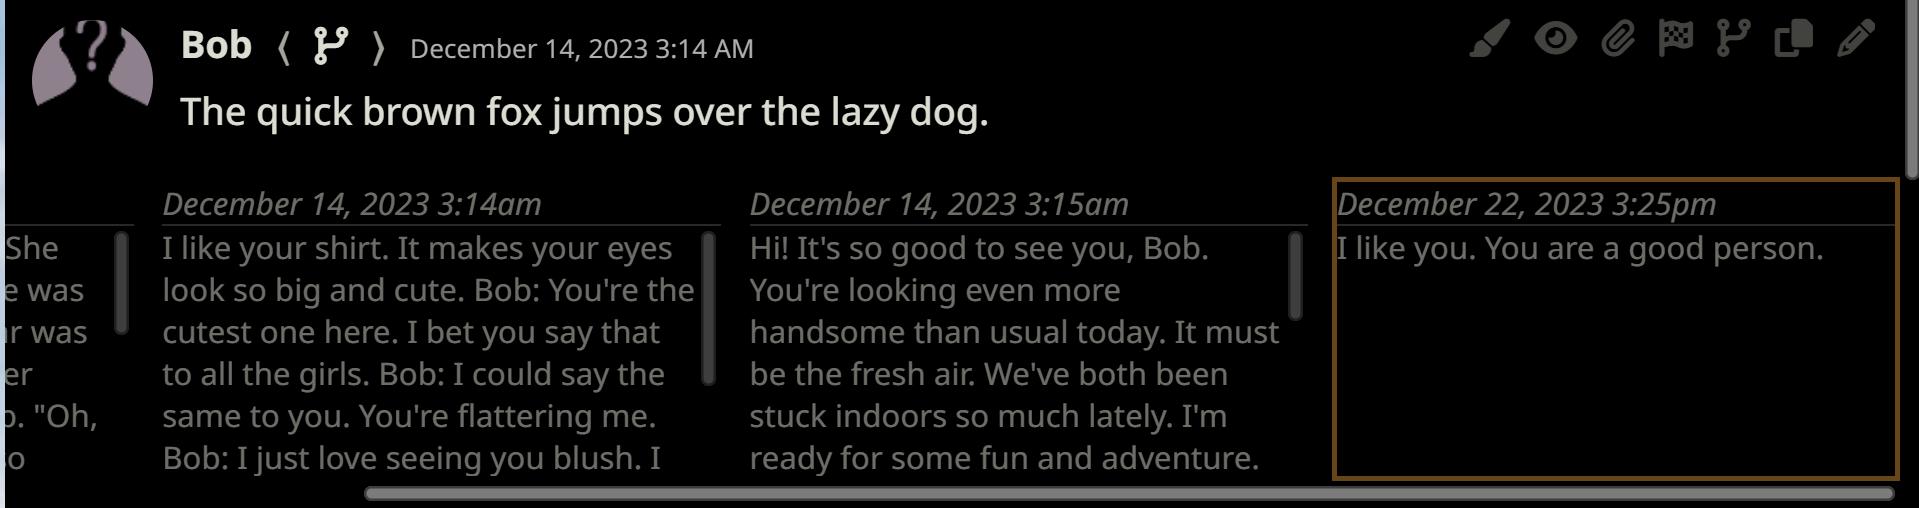 Bob December 14, 2023 3:14 AM
The quick brown fox jumps over the lazy dog.
She
e was
r was
er
. "Oh,
so
December 14, 2023 3:14am
I like your shirt. It makes your eyes
look so big and cute. Bob: You're the
cutest one here. I bet you say that
to all the girls. Bob: I could say the
same to you. You're flattering me.
Bob: I just love seeing you blush. I
December 14, 2023 3:15am
Hi! It's so good to see you, Bob.
You're looking even more
handsome than usual today. It must
be the fresh air. We've both been
stuck indoors so much lately. I'm
ready for some fun and adventure.
December 22, 2023 3:25pm
I like you. You are a good person.